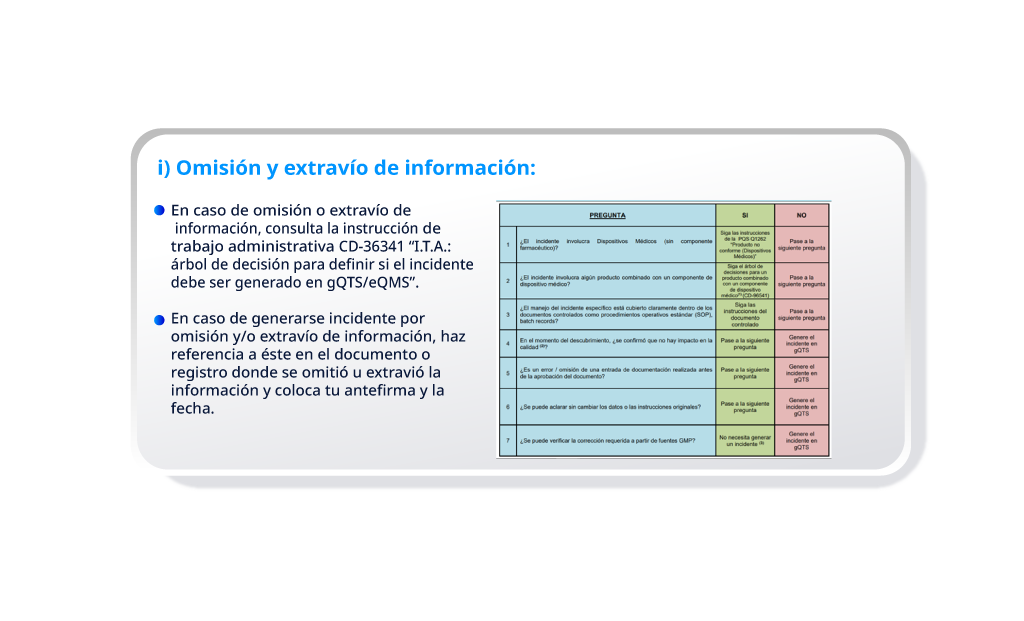 i) Omisión y extravío de información:
En caso de omisión o extravío de
información, consulta la instrucción de
trabajo administrativa CD-36341 “I.T.A.:
árbol de decisión para definir si el incidente
debe ser generado en gQTS/eQMS”.
En caso de generarse incidente por
omisión y/o extravío de información, haz
referencia a éste en el documento o
registro donde se omitió u extravió la
información y coloca tu antefirma y la
fecha.
PREGUNTA SI NO
1 ¿El incidente involucra Dispositivos Médicos (sin componente
farmacéutico)?
Siga las instrucciones
de la PQS Q1262
"Producto no
conforme (Dispositivos
Médicos)"
Pase a la
siguiente pregunta
2 ¿El incidente involucra algún producto combinado con un componente de
dispositivo médico?
Siga el árbol de
decisiones para un
producto combinado
con un componente
de dispositivo
médico(1) (CD-96541)
Pase a la
siguiente pregunta
3 ¿El manejo del incidente específico está cubierto claramente dentro de los
documentos controlados como procedimientos operativos estándar (SOP),
batch records?
Siga las
instrucciones del
documento
controlado
Pase a la
siguiente pregunta
4 En el momento del descubrimiento, ¿se confirmó que no hay impacto en la
calidad (2)?
Pase a la siguiente
pregunta
Genere el
incidente en
gQTS
5 ¿Es un error / omisión de una entrada de documentación realizada antes
de la aprobación del documento?
Pase a la siguiente
pregunta
Genere el
incidente en
gQTS
6 ¿Se puede aclarar sin cambiar los datos o las instrucciones originales?
Pase a la siguiente
pregunta
Genere el
incidente en
gQTS
7 ¿Se puede verificar la corrección requerida a partir de fuentes GMP?
No necesita generar
un incidente (3)
Genere el
incidente en
gQTS